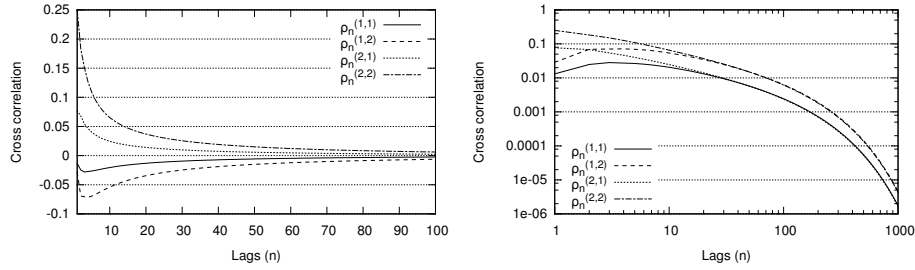 0.25
0.2
0.15
0.1
0.05
0
-0.05
-0.1
Cross correlation
10 20 30 40 50 60 70 80 90 100
Lags (n)
ρn(1,1)
ρn(1,2)
ρn(2,1)
ρn(2,2)
1
0.1
0.01
0.001
0.0001
1e-05
1e-06
Cross correlation
1 10 100 1000
Lags (n)
ρn(1,1)
ρn(1,2)
ρn(2,1)
ρn(2,2)